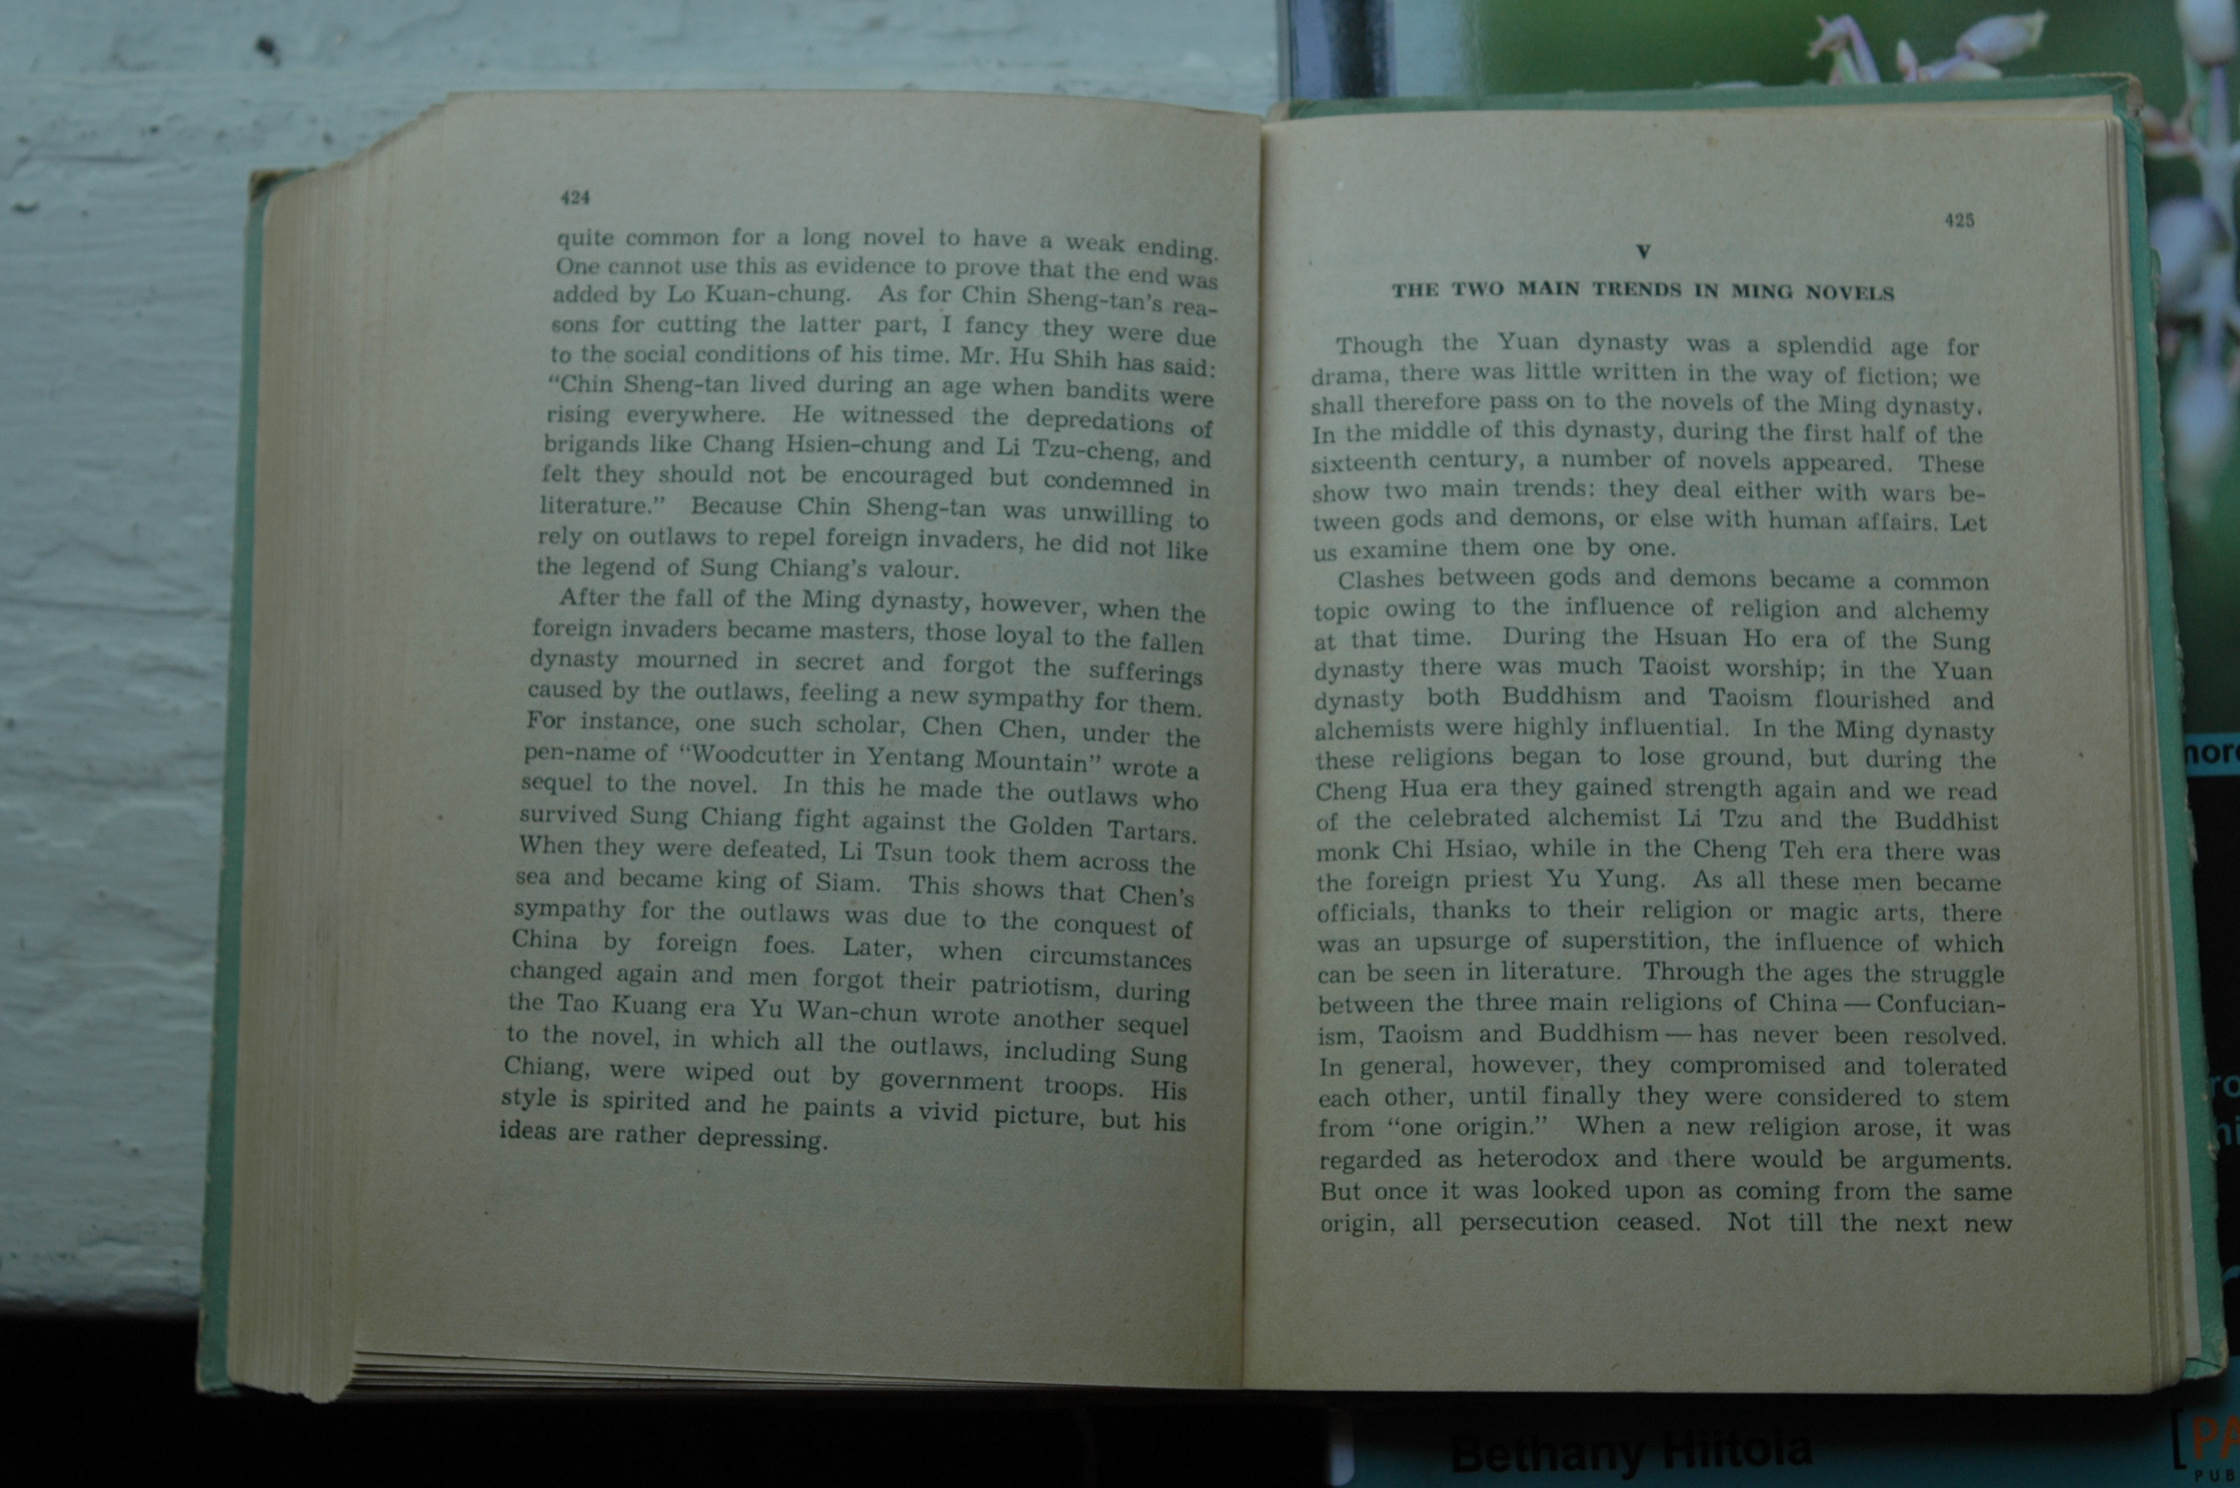 424
quite common for a long novel to have a weak ending.
One cannot use this as evidence to prove that the end was
added by Lo Kuan-chung. As for Chin Sheng-tan's rea-
sons for cutting the latter part, I fancy they were due
to the social conditions of his time. Mr. Hu Shih has said:
“Chin Sheng-tan lived during an age when bandits were
rising everywhere. He witnessed the depredations of
brigands like Chang Hsien-chung and Li Tzu-cheng, and
felt they should not be encouraged but condemned in
literature.” Because Chin Sheng-tan was unwilling to
rely on outlaws to repel foreign invaders, he did not like
the legend of Sung Chiang's valour.
After the fall of the Ming dynasty, however, when the
foreign invaders became masters, those loyal to the fallen
dynasty mourned in secret and forgot the sufferings
caused by the outlaws, feeling a new sympathy for them.
For instance, one such scholar, Chen Chen, under the
pen-name of “Woodcutter in Yentang Mountain” wrote a
sequel to the novel. In this he made the outlaws who
survived Sung Chiang fight against the Golden Tartars.
When they were defeated, Li Tsun took them across the
sea and became king of Siam. This shows that Chen's
sympathy for the outlaws was due to the conquest of
China by foreign foes. Later, when circumstances
changed again and men forgot their patriotism, during
the Tao Kuang era Yu Wan-chun wrote another sequel
to the novel, in which all the outlaws, including Sung
Chiang, were wiped out by government troops. His
style is spirited and he paints a vivid picture, but his
ideas are rather depressing.
425
V
THE TWO MAIN TRENDS IN MING NOVELS
Though the Yuan dynasty was a splendid age for
drama, there was little written in the way of fiction; we
shall therefore pass on to the novels of the Ming dynasty.
In the middle of this dynasty, during the first half of the
sixteenth century, a number of novels appeared. These
show two main trends: they deal either with wars be-
tween gods and demons, or else with human affairs. Let
us examine them one by one.
Clashes between gods and demons became a common
topic owing to the influence of religion and alchemy
at that time. During the Hsuan Ho era of the Sung
dynasty there was much Taoist worship; in the Yuan
dynasty both Buddhism and Taoism flourished and
alchemists were highly influential. In the Ming dynasty
these religions began to lose ground, but during the
Cheng Hua era they gained strength again and we read
of the celebrated alchemist Li Tzu and the Buddhist
monk Chi Hsiao, while in the Cheng Teh era there was
the foreign priest Yu Yung. As all these men became
officials, thanks to their religion or magic arts, there
was an upsurge of superstition, the influence of which
can be seen in literature. Through the ages the struggle
between the three main religions of China — Confucian-
ism, Taoism and Buddhism — has never been resolved.
In general, however, they compromised and tolerated
each other, until finally they were considered to stem
from “one origin.” When a new religion arose, it was
regarded as heterodox and there would be arguments.
But once it was looked upon as coming from the same
origin, all persecution ceased. Not till the next new
Bethany Hiitola